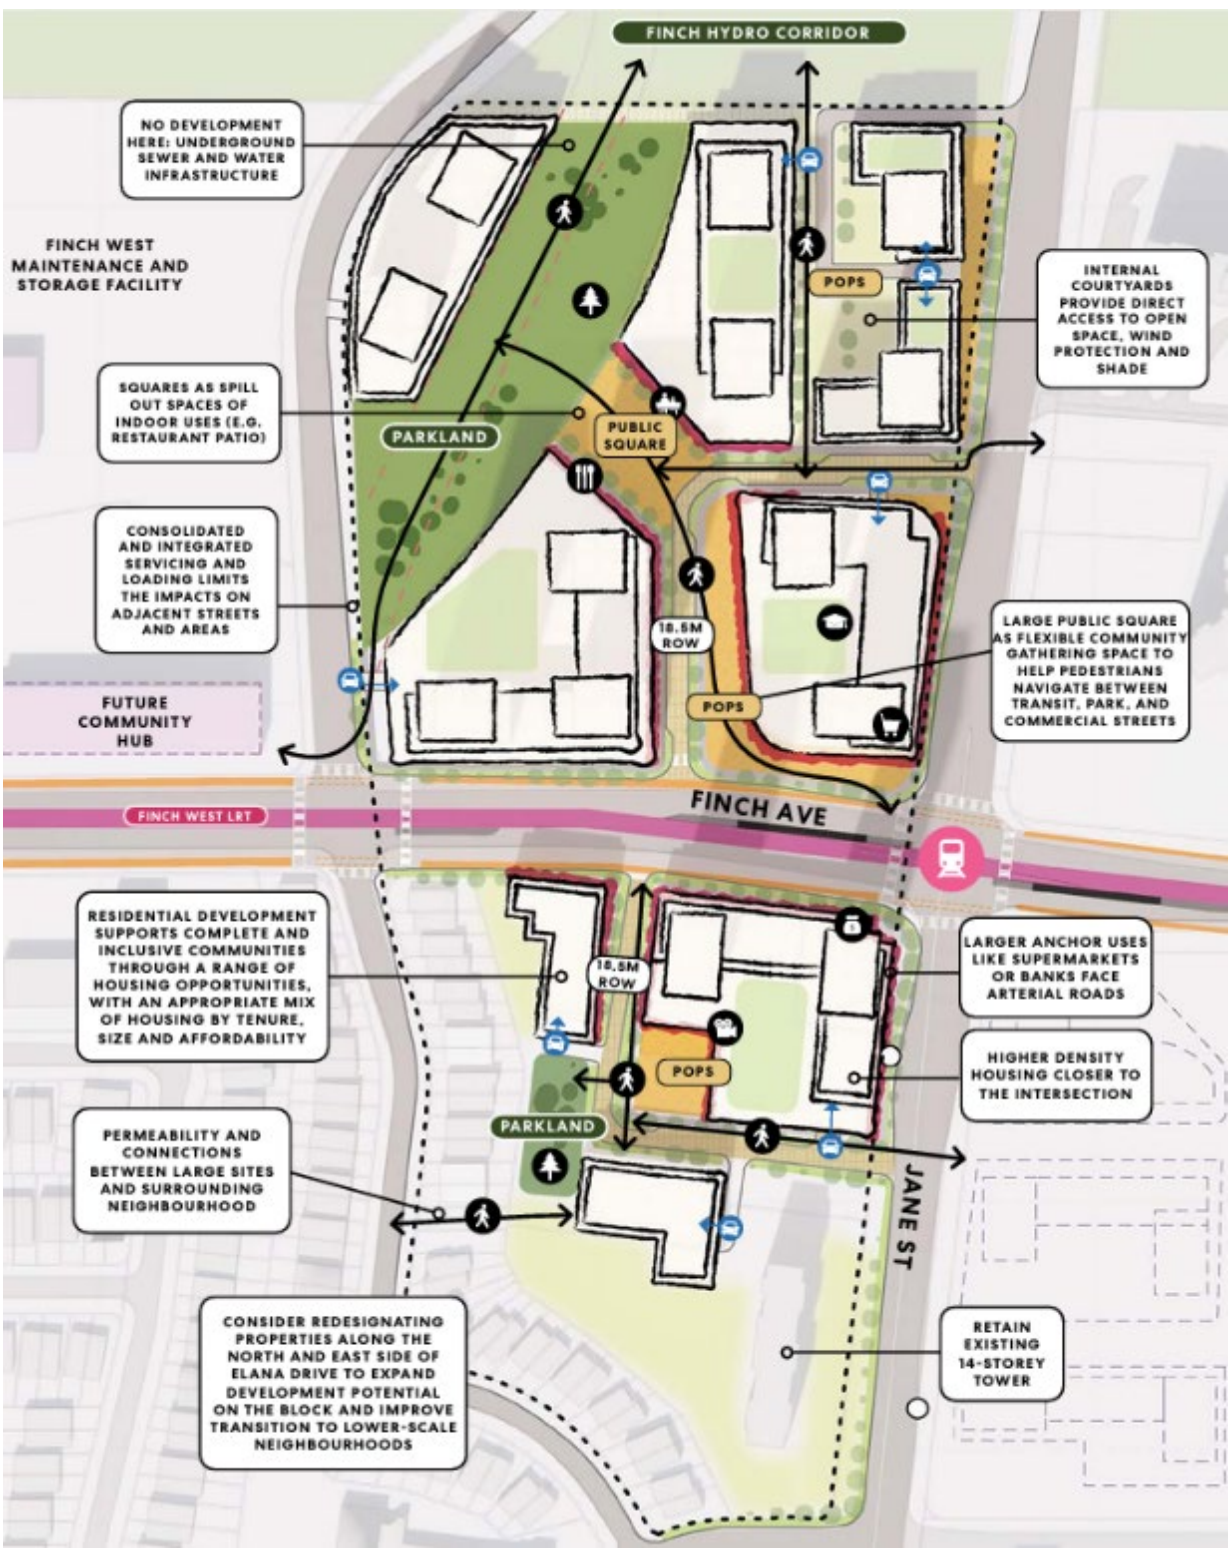 FINCH HYDRO CORRIDOR
NO DEVELOPMENT
HERE: UNDERGROUND
SEWER AND WATER
INFRASTRUCTURE
FINCH WEST
MAINTENANCE AND
STORAGE FACILITY
POPS
INTERNAL
COURTYARDS
PROVIDE DIRECT
ACCESS TO OPEN
SPACE, WIND
PROTECTION AND
SHADE
SQUARES AS SPILL
OUT SPACES OF
INDOOR USES (E.G.
RESTAURANT PATIO)
PARKLAND
PUBLIC
SQUARE
CONSOLIDATED
AND INTEGRATED
SERVICING AND
LOADING LIMITS
THE IMPACTS ON
ADJACENT STREETS
AND AREAS
18.5M
ROW
LARGE PUBLIC SQUARE
AS FLEXIBLE COMMUNITY
GATHERING SPACE TO
HELP PEDESTRIANS
NAVIGATE BETWEEN
TRANSIT, PARK, AND
COMMERCIAL STREETS
POPS
FUTURE
COMMUNITY
HUB
FINCH AVE
FINCH WEST LRT
RESIDENTIAL DEVELOPMENT
SUPPORTS COMPLETE AND
INCLUSIVE COMMUNITIES
THROUGH A RANGE OF
HOUSING OPPORTUNITIES,
WITH AN APPROPRIATE MIX
OF HOUSING BY TENURE,
SIZE AND AFFORDABILITY
18.5M
ROW
LARGER ANCHOR USES
LIKE SUPERMARKETS
OR BANKS FACE
ARTERIAL ROADS
POPS
HIGHER DENSITY
HOUSING CLOSER TO
THE INTERSECTION
PARKLAND
PERMEABILITY AND
CONNECTIONS
BETWEEN LARGE SITES
AND SURROUNDING
NEIGHBOURHOOD
JANE ST
CONSIDER REDESIGNATING
PROPERTIES ALONG THE
NORTH AND EAST SIDE OF
ELANA DRIVE TO EXPAND
DEVELOPMENT POTENTIAL
ON THE BLOCK AND IMPROVE
TRANSITION TO LOWER-SCALE
NEIGHBOURHOODS
RETAIN
EXISTING
14-STOREY
TOWER